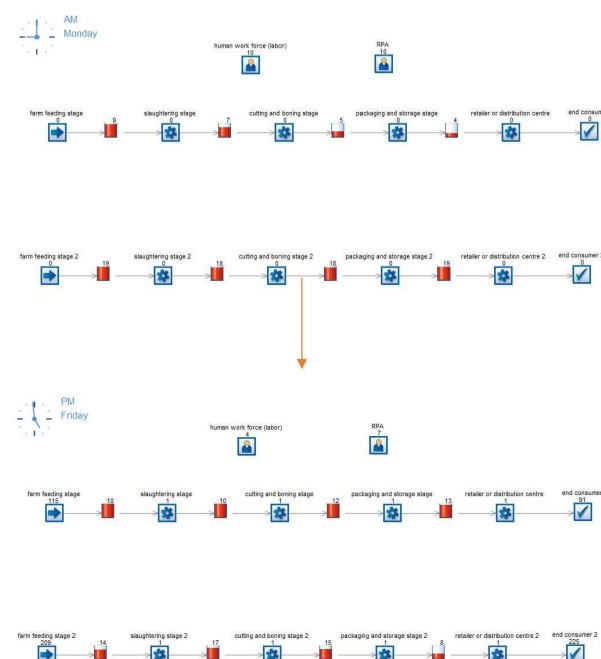 AM
Monday
human work force (labor)
10
RPA
10
farm feeding stage
0
9
slaughtering stage
0
7
cutting and boning stage
0
5
packaging and storage stage
0
4
retailer or distribution centre
0
end consum
0
farm feeding stage 2
0
19
slaughtering stage 2
0
18
cutting and boning stage 2
0
18
packaging and storage stage 2
0
19
retailer or distribution centre 2
0
end consumer 2
0
PM
Friday
human work force (labor)
4
RPA
7
farm feeding stage
115
10
slaughtering stage
1
10
cutting and boning stage
1
12
packaging and storage stage
1
13
retailer or distribution centre
1
end consumer
91
farm feeding stage 2
209
14
slaughtering stage 2
1
17
cutting and boning stage 2
1
15
packaging and storage stage 2
1
8
retailer or distribution centre 2
1
end consumer 2
225